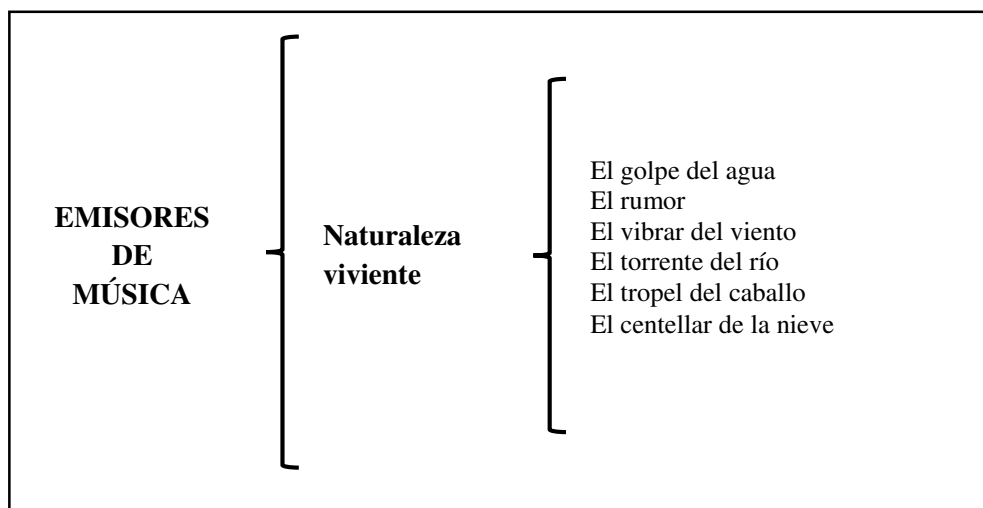 EMISORES
DE
MÚSICA
Naturaleza
viviente
El golpe del agua
El rumor
El vibrar del viento
El torrente del río
El tropel del caballo
El centellar de la nieve